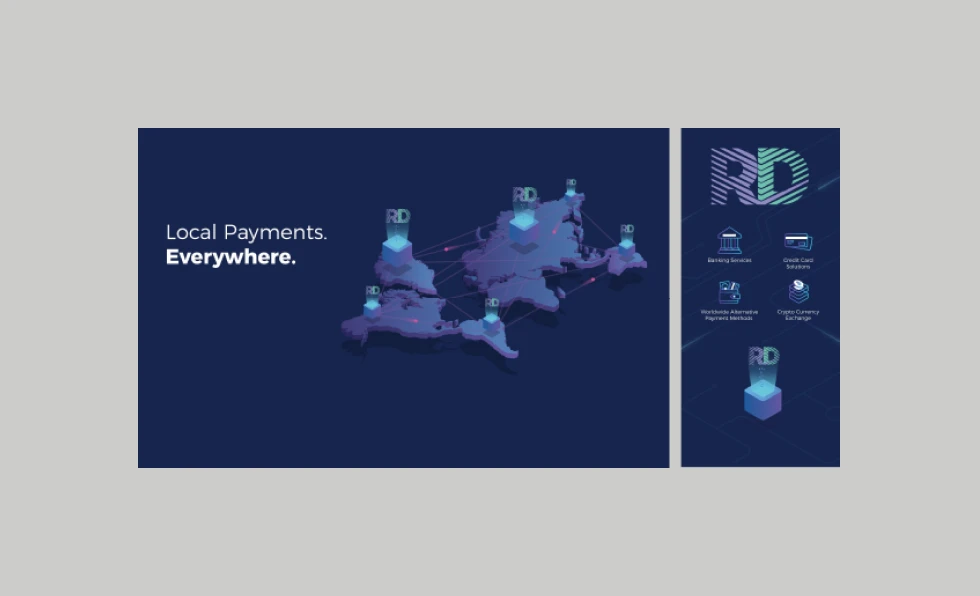 Local Payments.
Everywhere.
RD
RD
RD
RD
RD
RD
RD
Banking Services
Credit Card
Solutions
Worldwide Alternative
Payment Methods
Crypto Currency
Exchange
RD